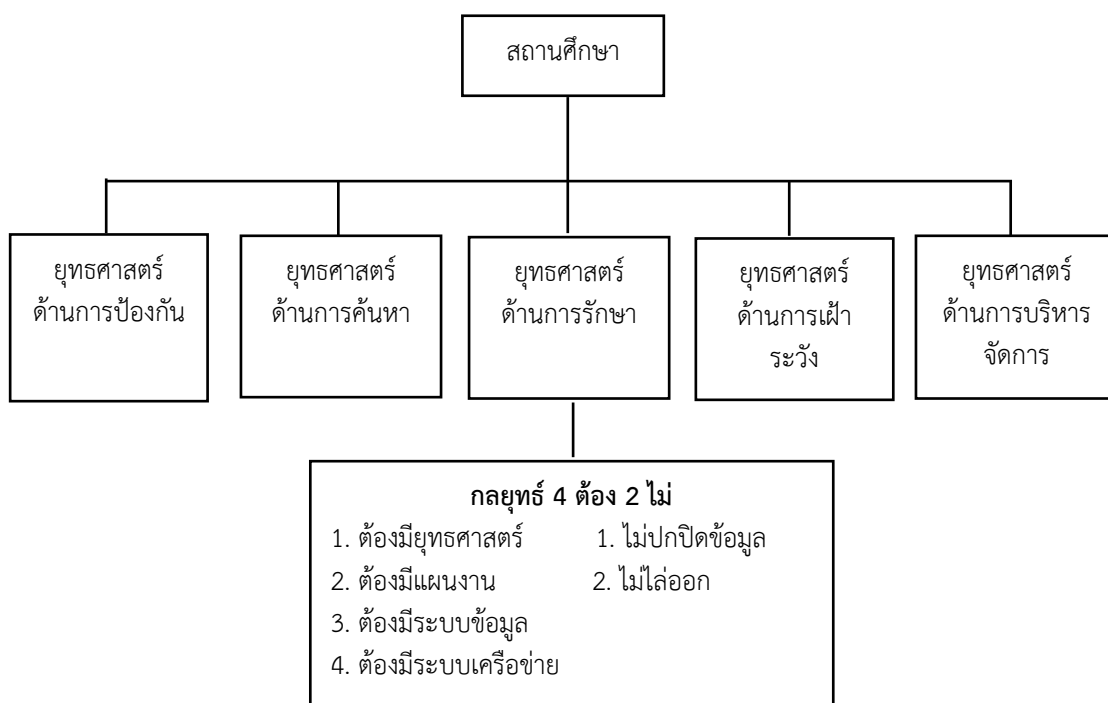 สถานศึกษา
ยุทธศาสตร์
ด้านการป้องกัน
ยุทธศาสตร์
ด้านการค้นหา
ยุทธศาสตร์
ด้านการรักษา
ยุทธศาสตร์
ด้านการเฝ้า
ระวัง
ยุทธศาสตร์
ด้านการบริหาร
จัดการ
กลยุทธ์ 4 ต้อง 2 ไม่
1. ต้องมียุทธศาสตร์ 1. ไม่ปกปิดข้อมูล
2. ต้องมีแผนงาน 2. ไม่ไล่ออก
3. ต้องมีระบบข้อมูล
4. ต้องมีระบบเครือข่าย